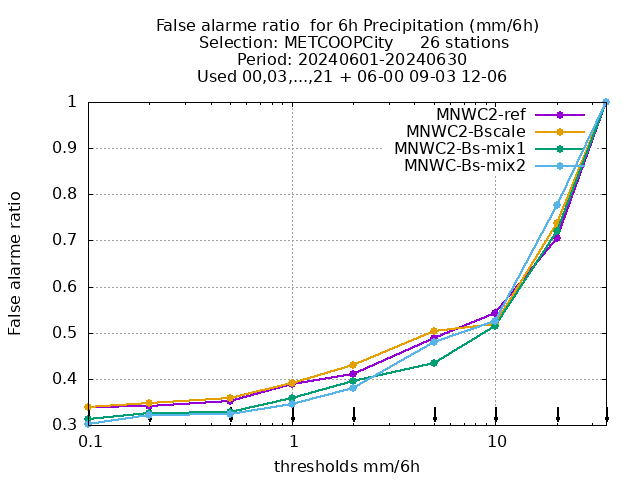 False alarme ratio  for 6h Precipitation (mm/6h)
Selection: METCOOPCity     26 stations
Period: 20240601-20240630
Used 00,03,...,21 + 06-00 09-03 12-06
MNWC2-ref
MNWC2-Bscale
MNWC2-Bs-mix1
MNWC-Bs-mix2
False alarme ratio
1
0.9
0.8
0.7
0.6
0.5
0.4
0.3
0.1
1
10
thresholds mm/6h